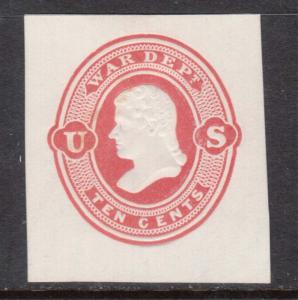 WAR DEPT
U S
TEN CENTS